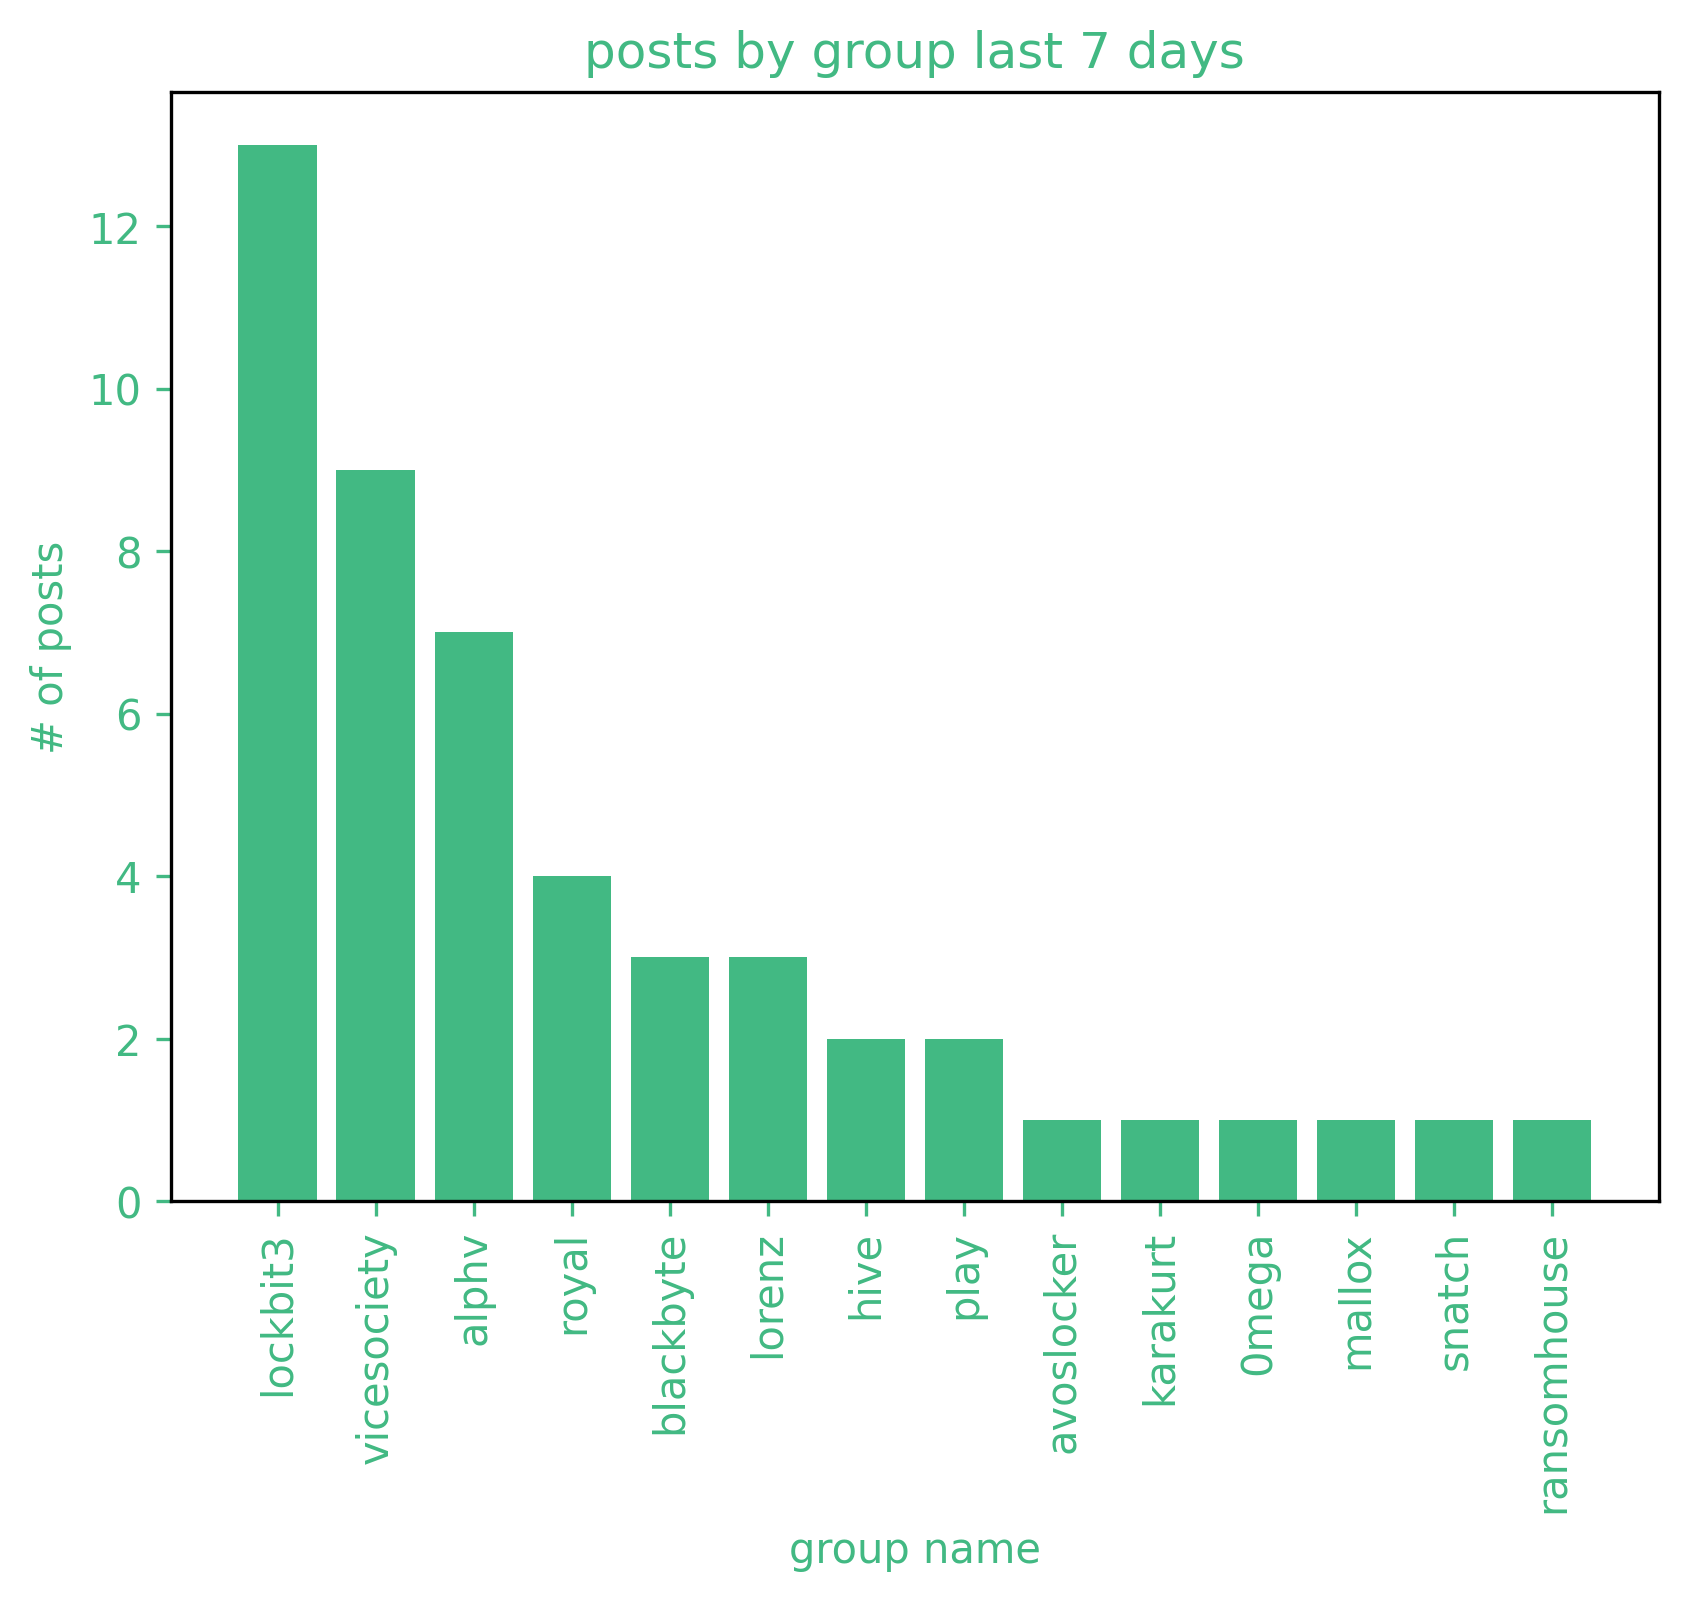 posts by group last 7 days
# of posts
12
10
8
6
4
2
0
lockbit3
vicesociety
alphv
royal
blackbyte
lorenz
hive
play
avoslocker
karakurt
0mega
mallox
snatch
ransomhouse
group name